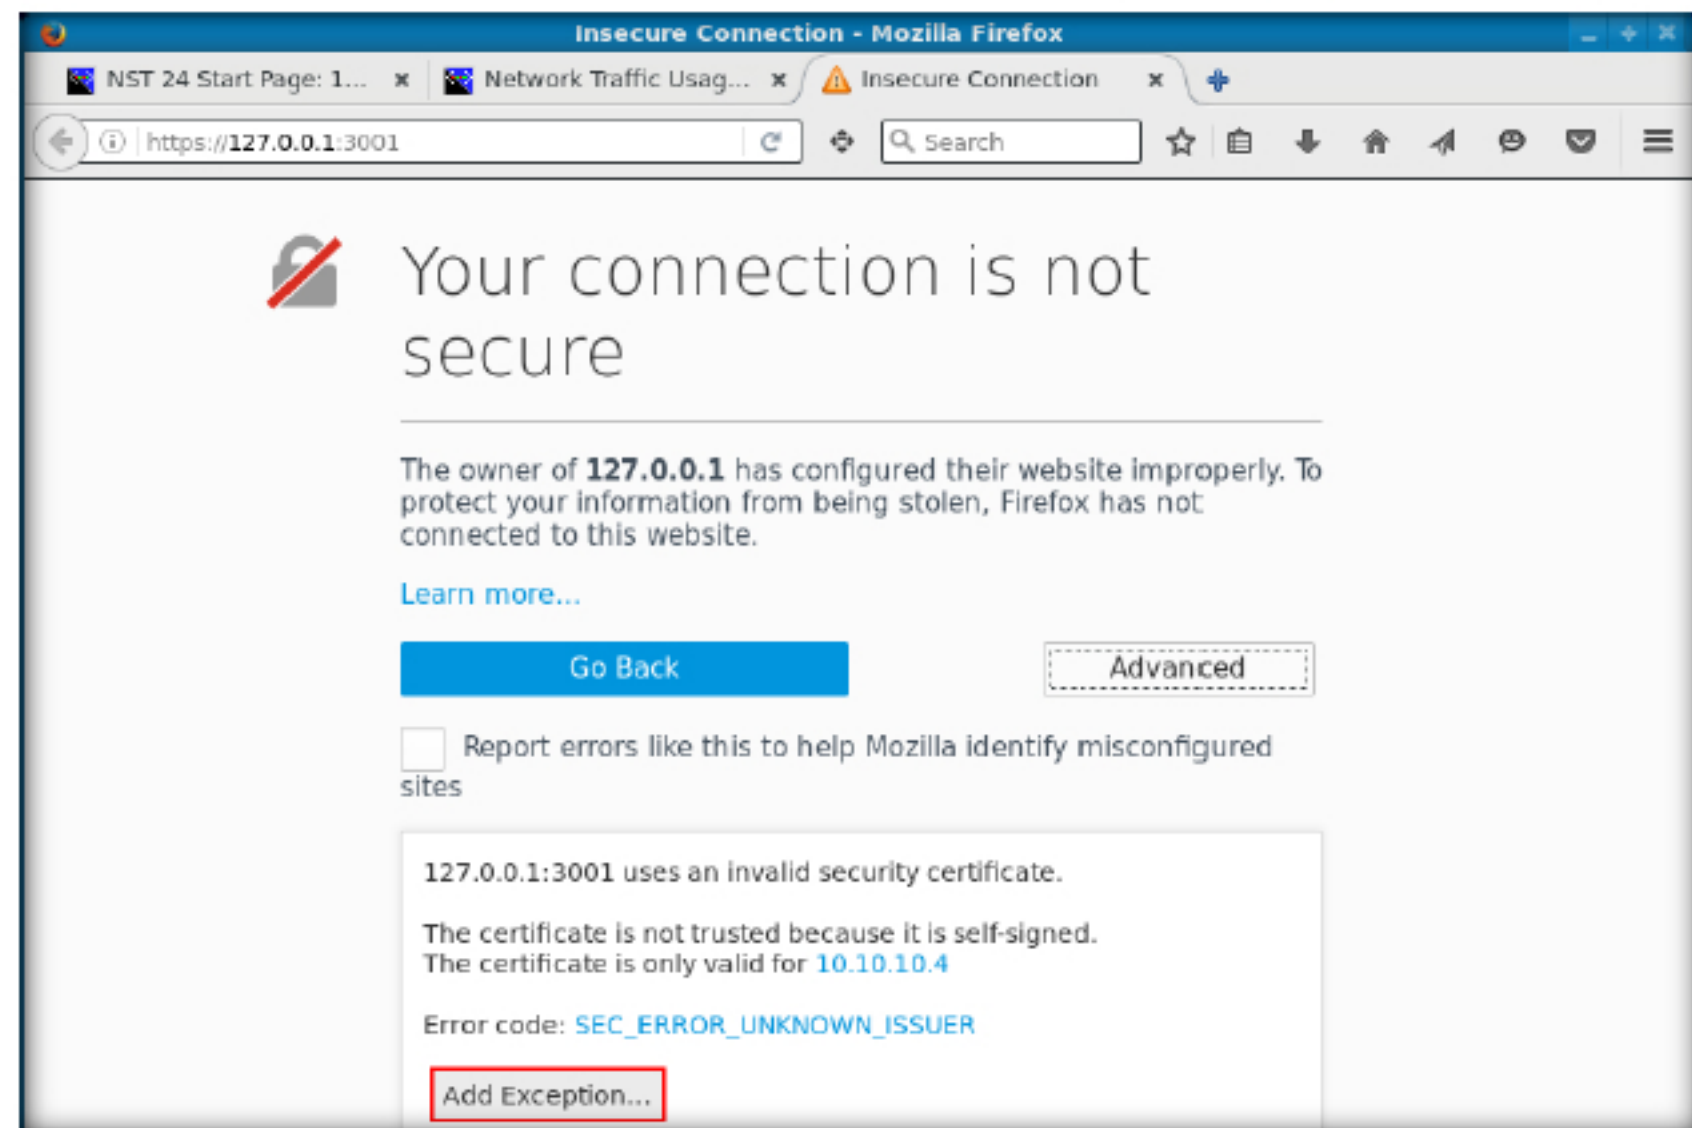 Insecure Connection - Mozilla Firefox
NST 24 Start Page: 1... Network Traffic Usag... Insecure Connection
https://127.0.0.1:3001 Search
Your connection is not
secure
The owner of 127.0.0.1 has configured their website improperly. To
protect your information from being stolen, Firefox has not
connected to this website.
Learn more...
Go Back Advanced
Report errors like this to help Mozilla identify misconfigured
sites
127.0.0.1:3001 uses an invalid security certificate.
The certificate is not trusted because it is self-signed.
The certificate is only valid for 10.10.10.4
Error code: SEC_ERROR_UNKNOWN_ISSUER
Add Exception...